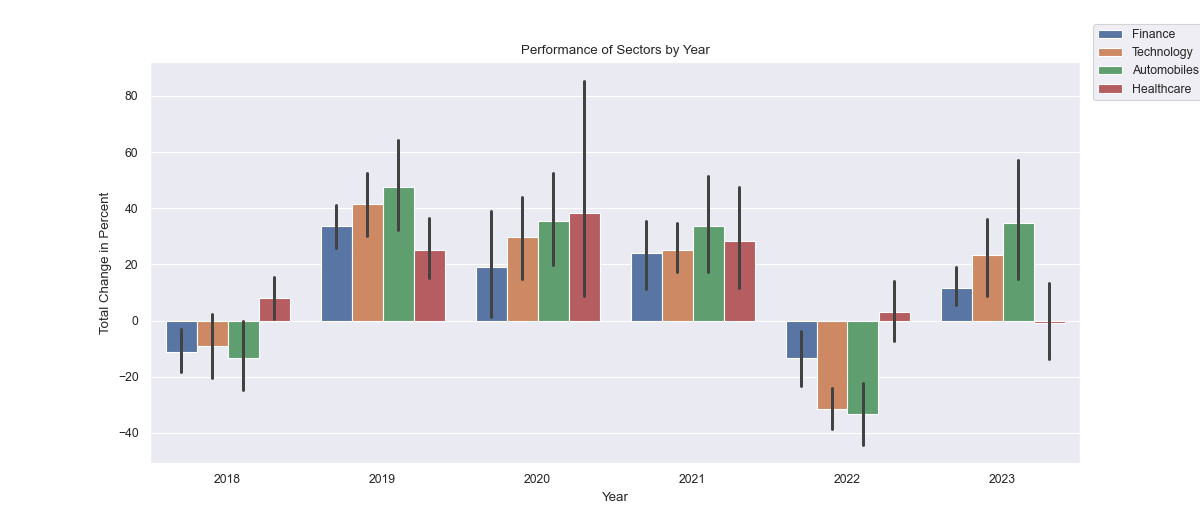 Performance of Sectors by Year
Finance
Technology
Automobiles
Healthcare
Total Change in Percent
80
60
40
20
0
−20
−40
2018 2019 2020 2021 2022 2023
Year